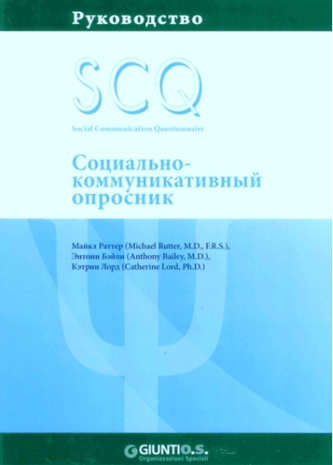 Руководство
SCQ
Social Communication Questionnaire
Социально-
коммуникативный
опросник
Майкл Раттер (Michael Rutter, M.D., F.R.S.),
Энтони Бэйли (Anthony Bailey, M.D.),
Кэтрин Лорд (Catherine Lord, Ph.D.)
GIUNTI O.S.
Organizzazioni Speciali